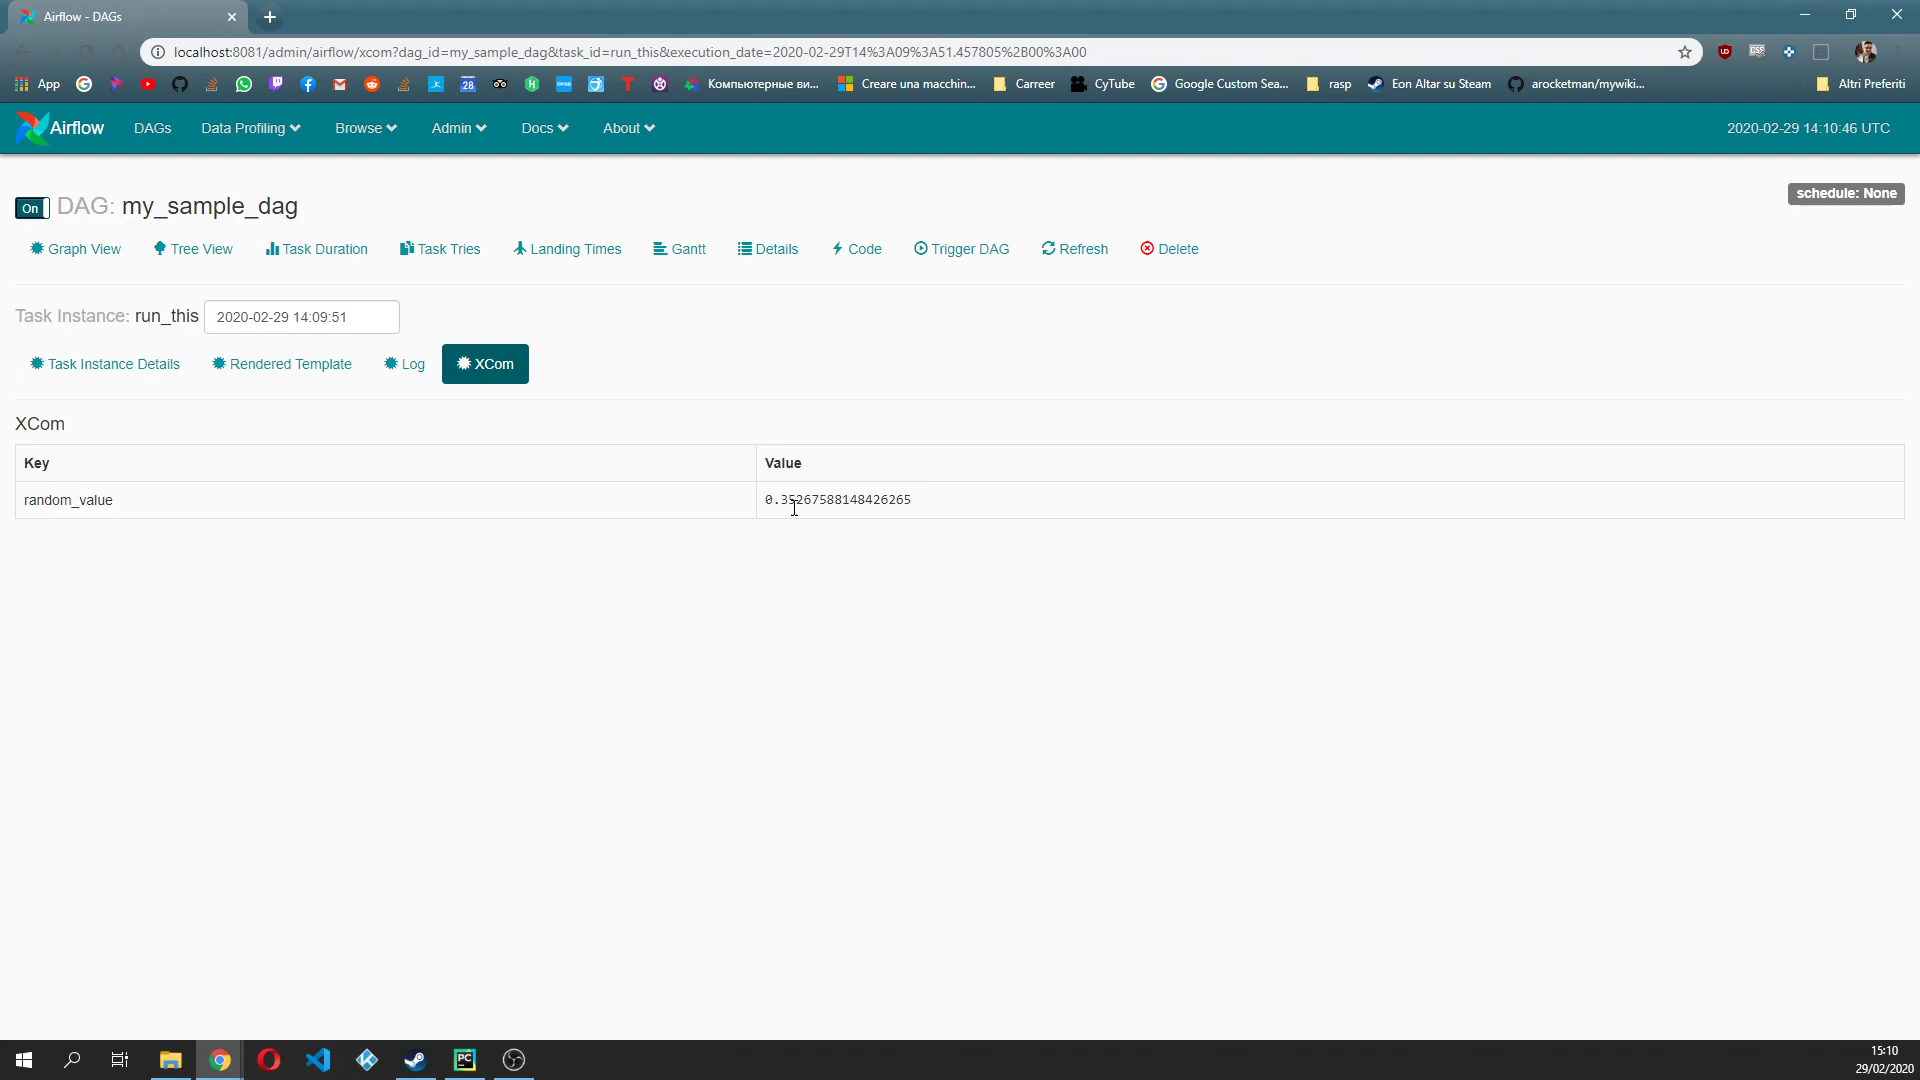 Airflow - DAGs
localhost:8081/admin/airflow/xcom?dag_id=my_sample_dag&task_id=run_this&execution_date=2020-02-29T14%3A09%3A51.457805%2B00%3A00
App 28 Компьютерные ви... Creare una macchin... Carreer CyTube Google Custom Sea... rasp Eon Altar su Steam arocketman/mywiki... Altri Preferiti
Airflow DAGs Data Profiling Browse Admin Docs About 2020-02-29 14:10:46 UTC
On DAG: my_sample_dag schedule: None
Graph View Tree View Task Duration Task Tries Landing Times Gantt Details Code Trigger DAG Refresh Delete
Task Instance: run_this 2020-02-29 14:09:51
Task Instance Details Rendered Template Log XCom
XCom
Key Value
random_value 0.35267588148426265
PC 15:10
29/02/2020